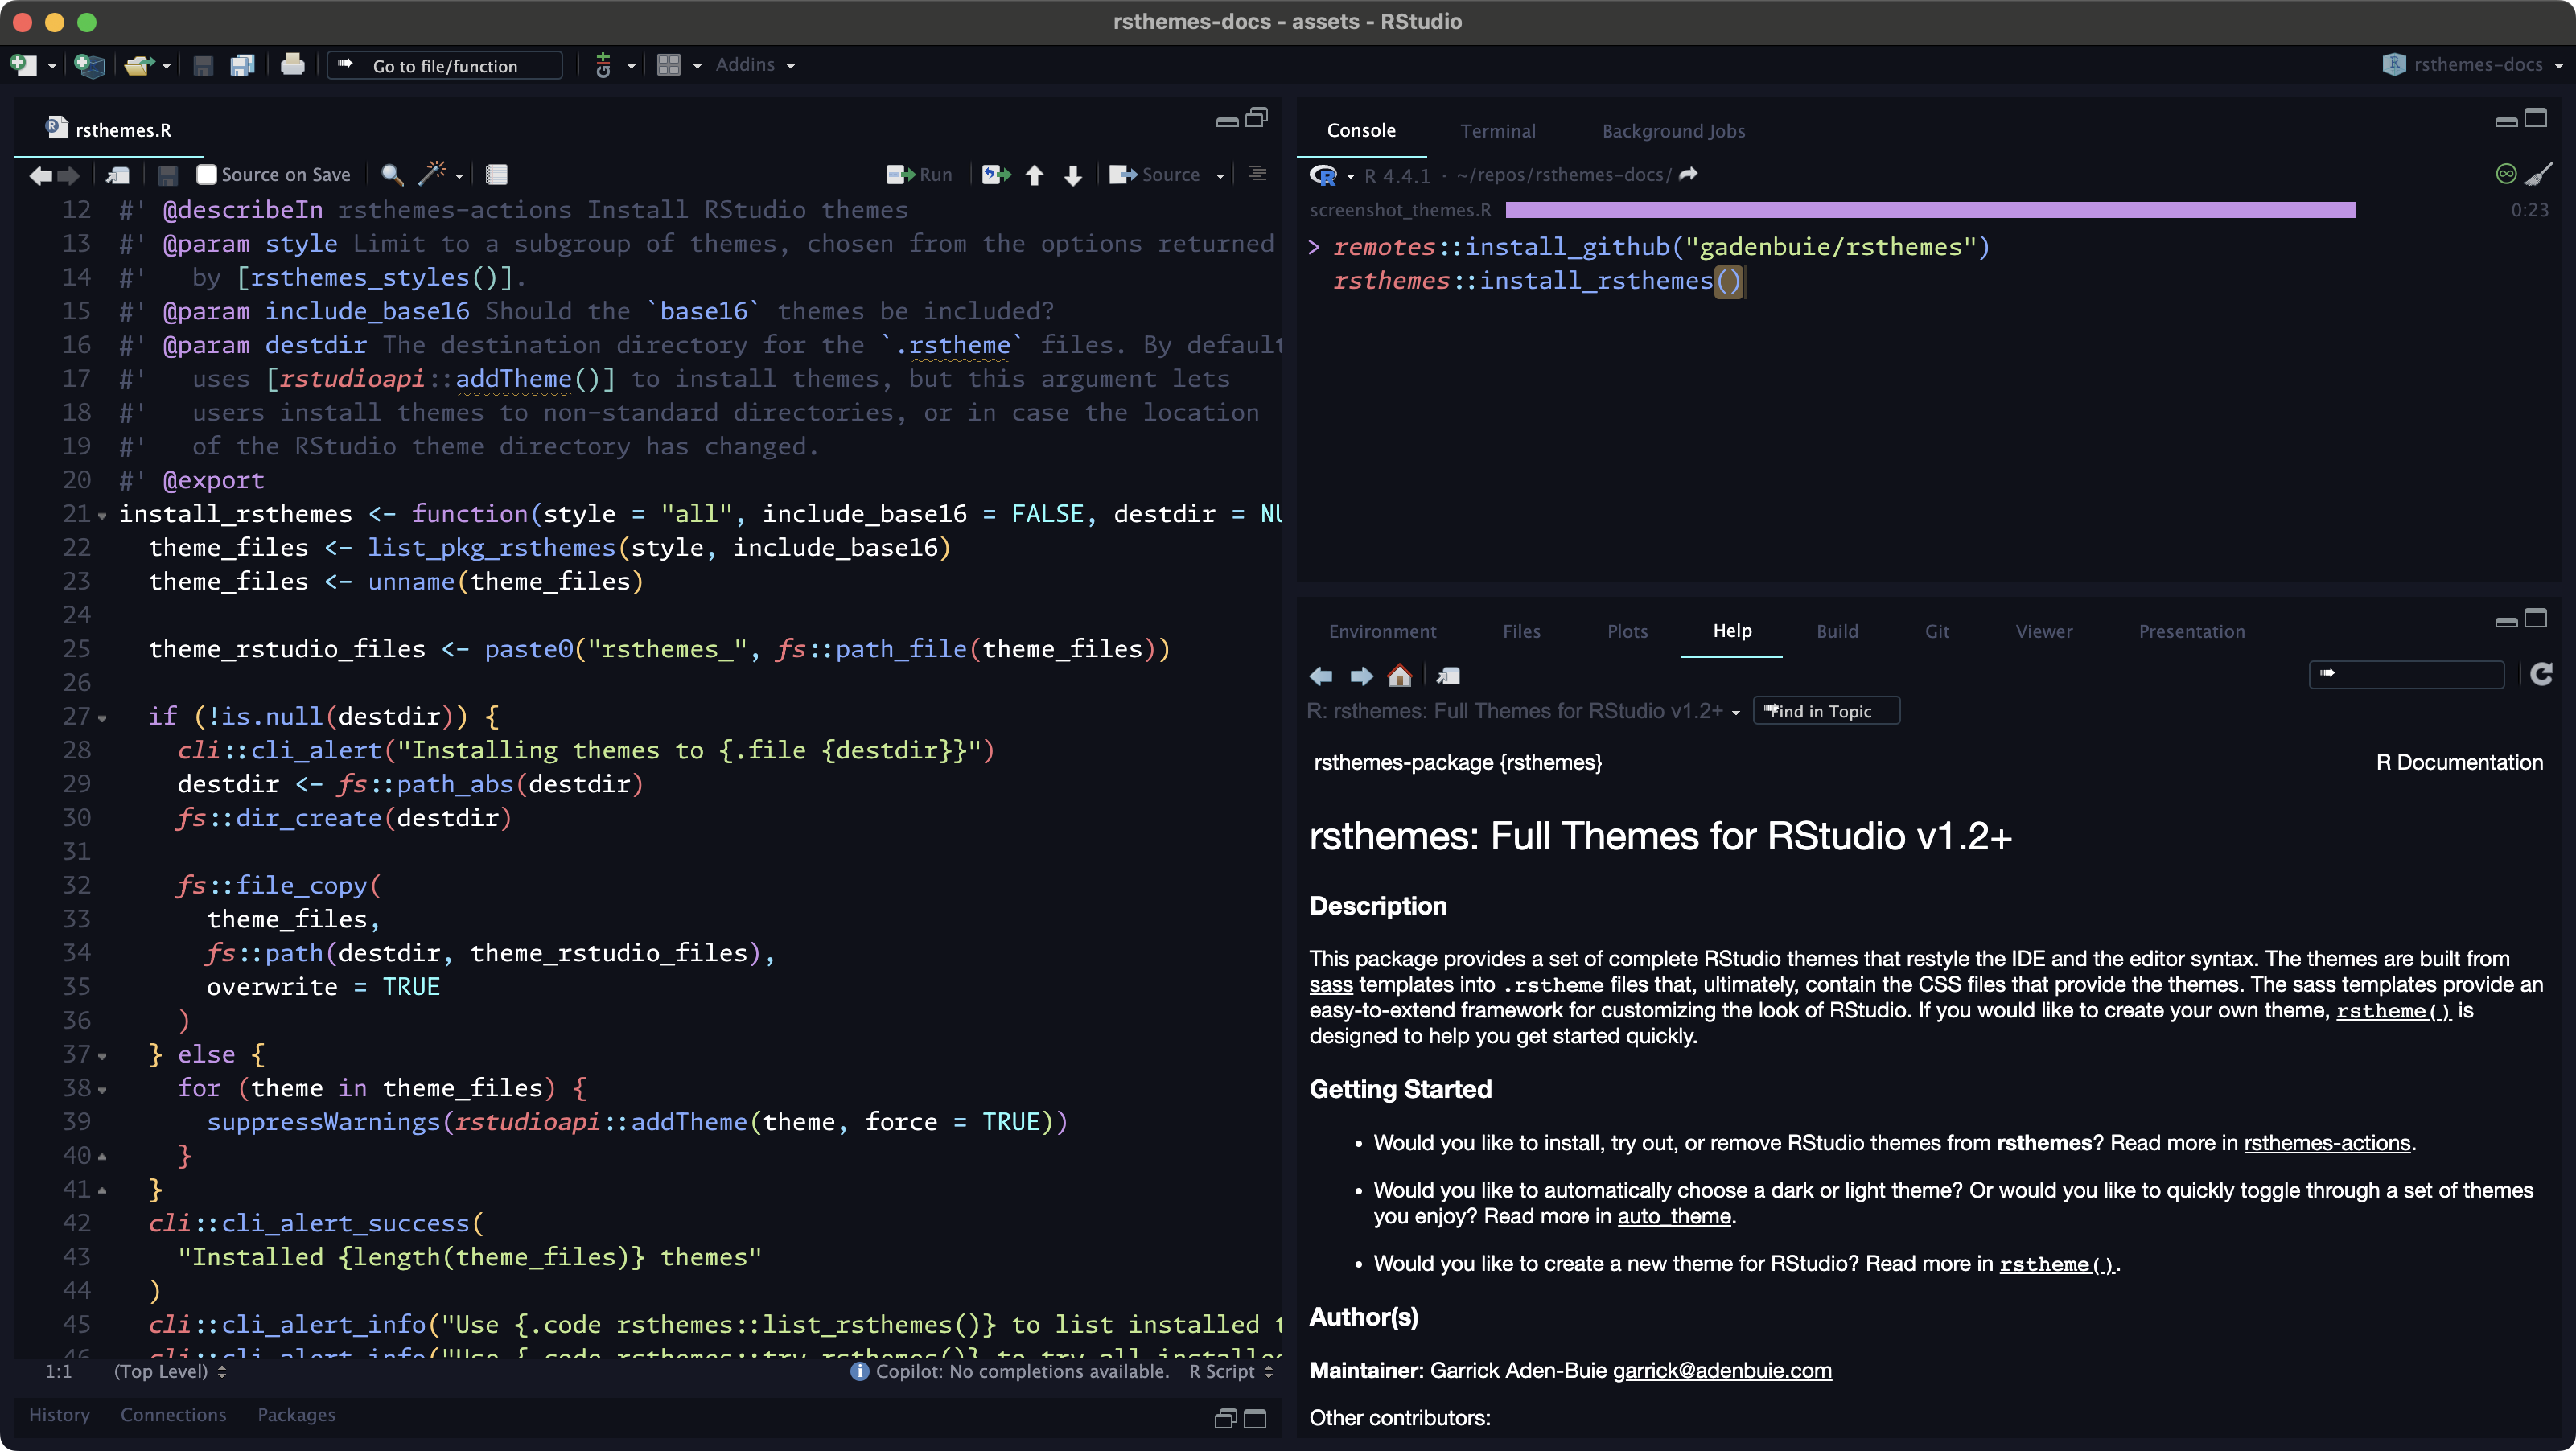 rsthemes-docs - assets - RStudio
Go to file/function
Addins
rsthemes-docs
rsthemes.R
Source on Save
Run
Source
12 #' @describeIn rsthemes-actions Install RStudio themes
13 #' @param style Limit to a subgroup of themes, chosen from the options returned
14 #'   by [rsthemes_styles()].
15 #' @param include_base16 Should the `base16` themes be included?
16 #' @param destdir The destination directory for the `.rstheme` files. By default
17 #'   uses [rstudioapi::addTheme()] to install themes, but this argument lets
18 #'   users install themes to non-standard directories, or in case the location
19 #'   of the RStudio theme directory has changed.
20 #' @export
21 install_rsthemes <- function(style = "all", include_base16 = FALSE, destdir = NU
22   theme_files <- list_pkg_rsthemes(style, include_base16)
23   theme_files <- unname(theme_files)
24
25   theme_rstudio_files <- paste0("rsthemes_", fs::path_file(theme_files))
26
27   if (!is.null(destdir)) {
28     cli::cli_alert("Installing themes to {.file {destdir}}")
29     destdir <- fs::path_abs(destdir)
30     fs::dir_create(destdir)
31
32     fs::file_copy(
33       theme_files,
34       fs::path(destdir, theme_rstudio_files),
35       overwrite = TRUE
36     )
37   } else {
38     for (theme in theme_files) {
39       suppressWarnings(rstudioapi::addTheme(theme, force = TRUE))
40     }
41   }
42   cli::cli_alert_success(
43     "Installed {length(theme_files)} themes"
44   )
45   cli::cli_alert_info("Use {.code rsthemes::list_rsthemes()} to list installed t
46   cli::cli_alert_info("Use {.code rsthemes::try_rsthemes()} to try all installed
1:1
(Top Level)
Copilot: No completions available.
R Script
History
Connections
Packages
Console
Terminal
Background Jobs
R 4.4.1 · ~/repos/rsthemes-docs/
screenshot_themes.R
0:23
> remotes::install_github("gadenbuie/rsthemes")
  rsthemes::install_rsthemes()
Environment
Files
Plots
Help
Build
Git
Viewer
Presentation
R: rsthemes: Full Themes for RStudio v1.2+
Find in Topic
rsthemes-package {rsthemes}
R Documentation
rsthemes: Full Themes for RStudio v1.2+
Description
This package provides a set of complete RStudio themes that restyle the IDE and the editor syntax. The themes are built from
sass templates into .rstheme files that, ultimately, contain the CSS files that provide the themes. The sass templates provide an
easy-to-extend framework for customizing the look of RStudio. If you would like to create your own theme, rstheme() is
designed to help you get started quickly.
Getting Started
• Would you like to install, try out, or remove RStudio themes from rsthemes? Read more in rsthemes-actions.
• Would you like to automatically choose a dark or light theme? Or would you like to quickly toggle through a set of themes
you enjoy? Read more in auto_theme.
• Would you like to create a new theme for RStudio? Read more in rstheme().
Author(s)
Maintainer: Garrick Aden-Buie garrick@adenbuie.com
Other contributors: